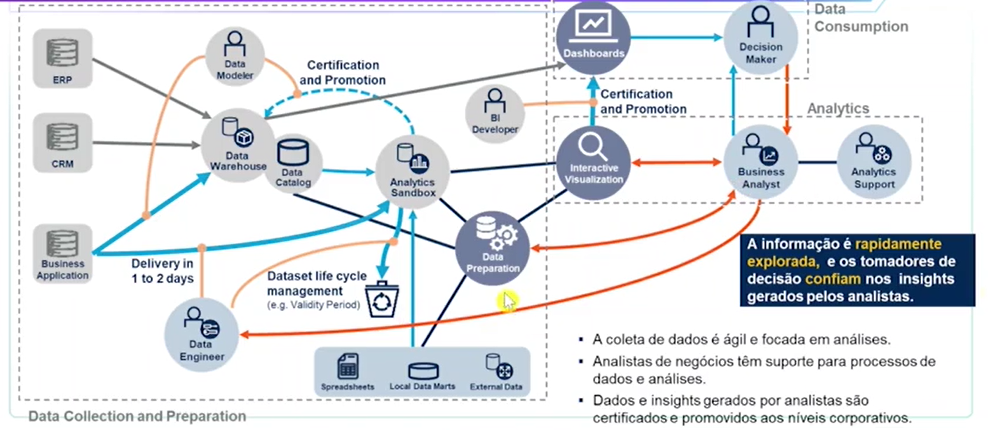 Data
Consumption
ERP
Data
Modeler
Certification
and Promotion
Dashboards
Decision
Maker
Certification
and Promotion
Analytics
BI
Developer
CRM
Data
Warehouse
Data
Catalog
Analytics
Sandbox
Interactive
Visualization
Business
Analyst
Analytics
Support
Business
Application
Delivery in
1 to 2 days
Dataset life cycle
management
(e.g. Validity Period)
Data
Preparation
A informação é rapidamente
explorada, e os tomadores de
decisão confiam nos insights
gerados pelos analistas.
Data
Engineer
Spreadsheets
Local Data Marts
External Data
▪ A coleta de dados é ágil e focada em análises.
▪ Analistas de negócios têm suporte para processos de
dados e análises.
▪ Dados e insights gerados por analistas são
certificados e promovidos aos níveis corporativos.
Data Collection and Preparation